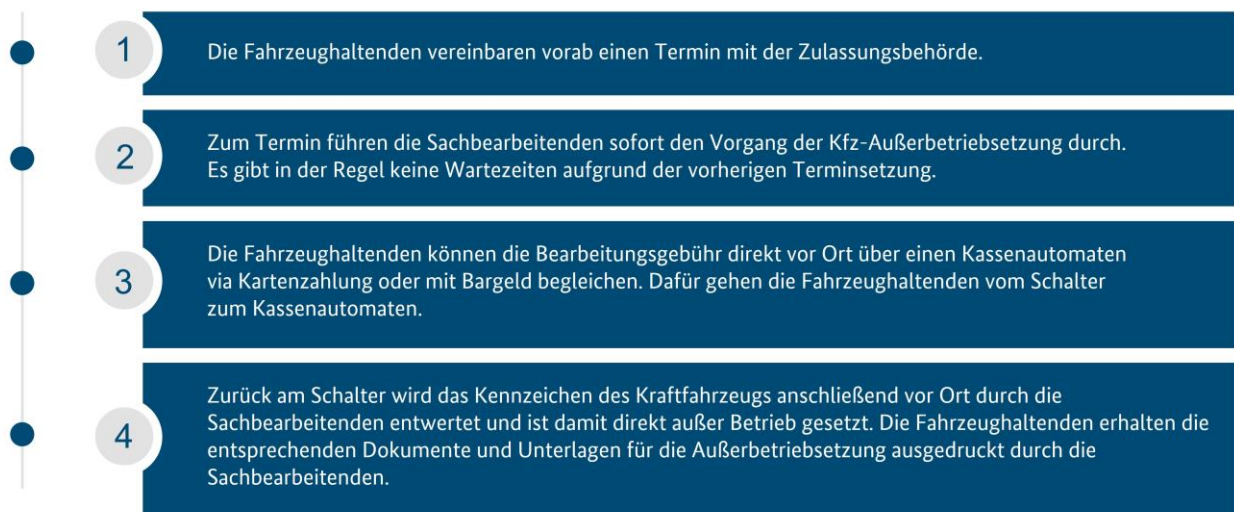 1
Die Fahrzeughaltenden vereinbaren vorab einen Termin mit der Zulassungsbehörde.
2
Zum Termin führen die Sachbearbeitenden sofort den Vorgang der Kfz-Außerbetriebsetzung durch.
Es gibt in der Regel keine Wartezeiten aufgrund der vorherigen Terminsetzung.
3
Die Fahrzeughaltenden können die Bearbeitungsgebühr direkt vor Ort über einen Kassenautomaten
via Kartenzahlung oder mit Bargeld begleichen. Dafür gehen die Fahrzeughaltenden vom Schalter
zum Kassenautomaten.
4
Zurück am Schalter wird das Kennzeichen des Kraftfahrzeugs anschließend vor Ort durch die
Sachbearbeitenden entwertet und ist damit direkt außer Betrieb gesetzt. Die Fahrzeughaltenden erhalten die
entsprechenden Dokumente und Unterlagen für die Außerbetriebsetzung ausgedruckt durch die
Sachbearbeitenden.